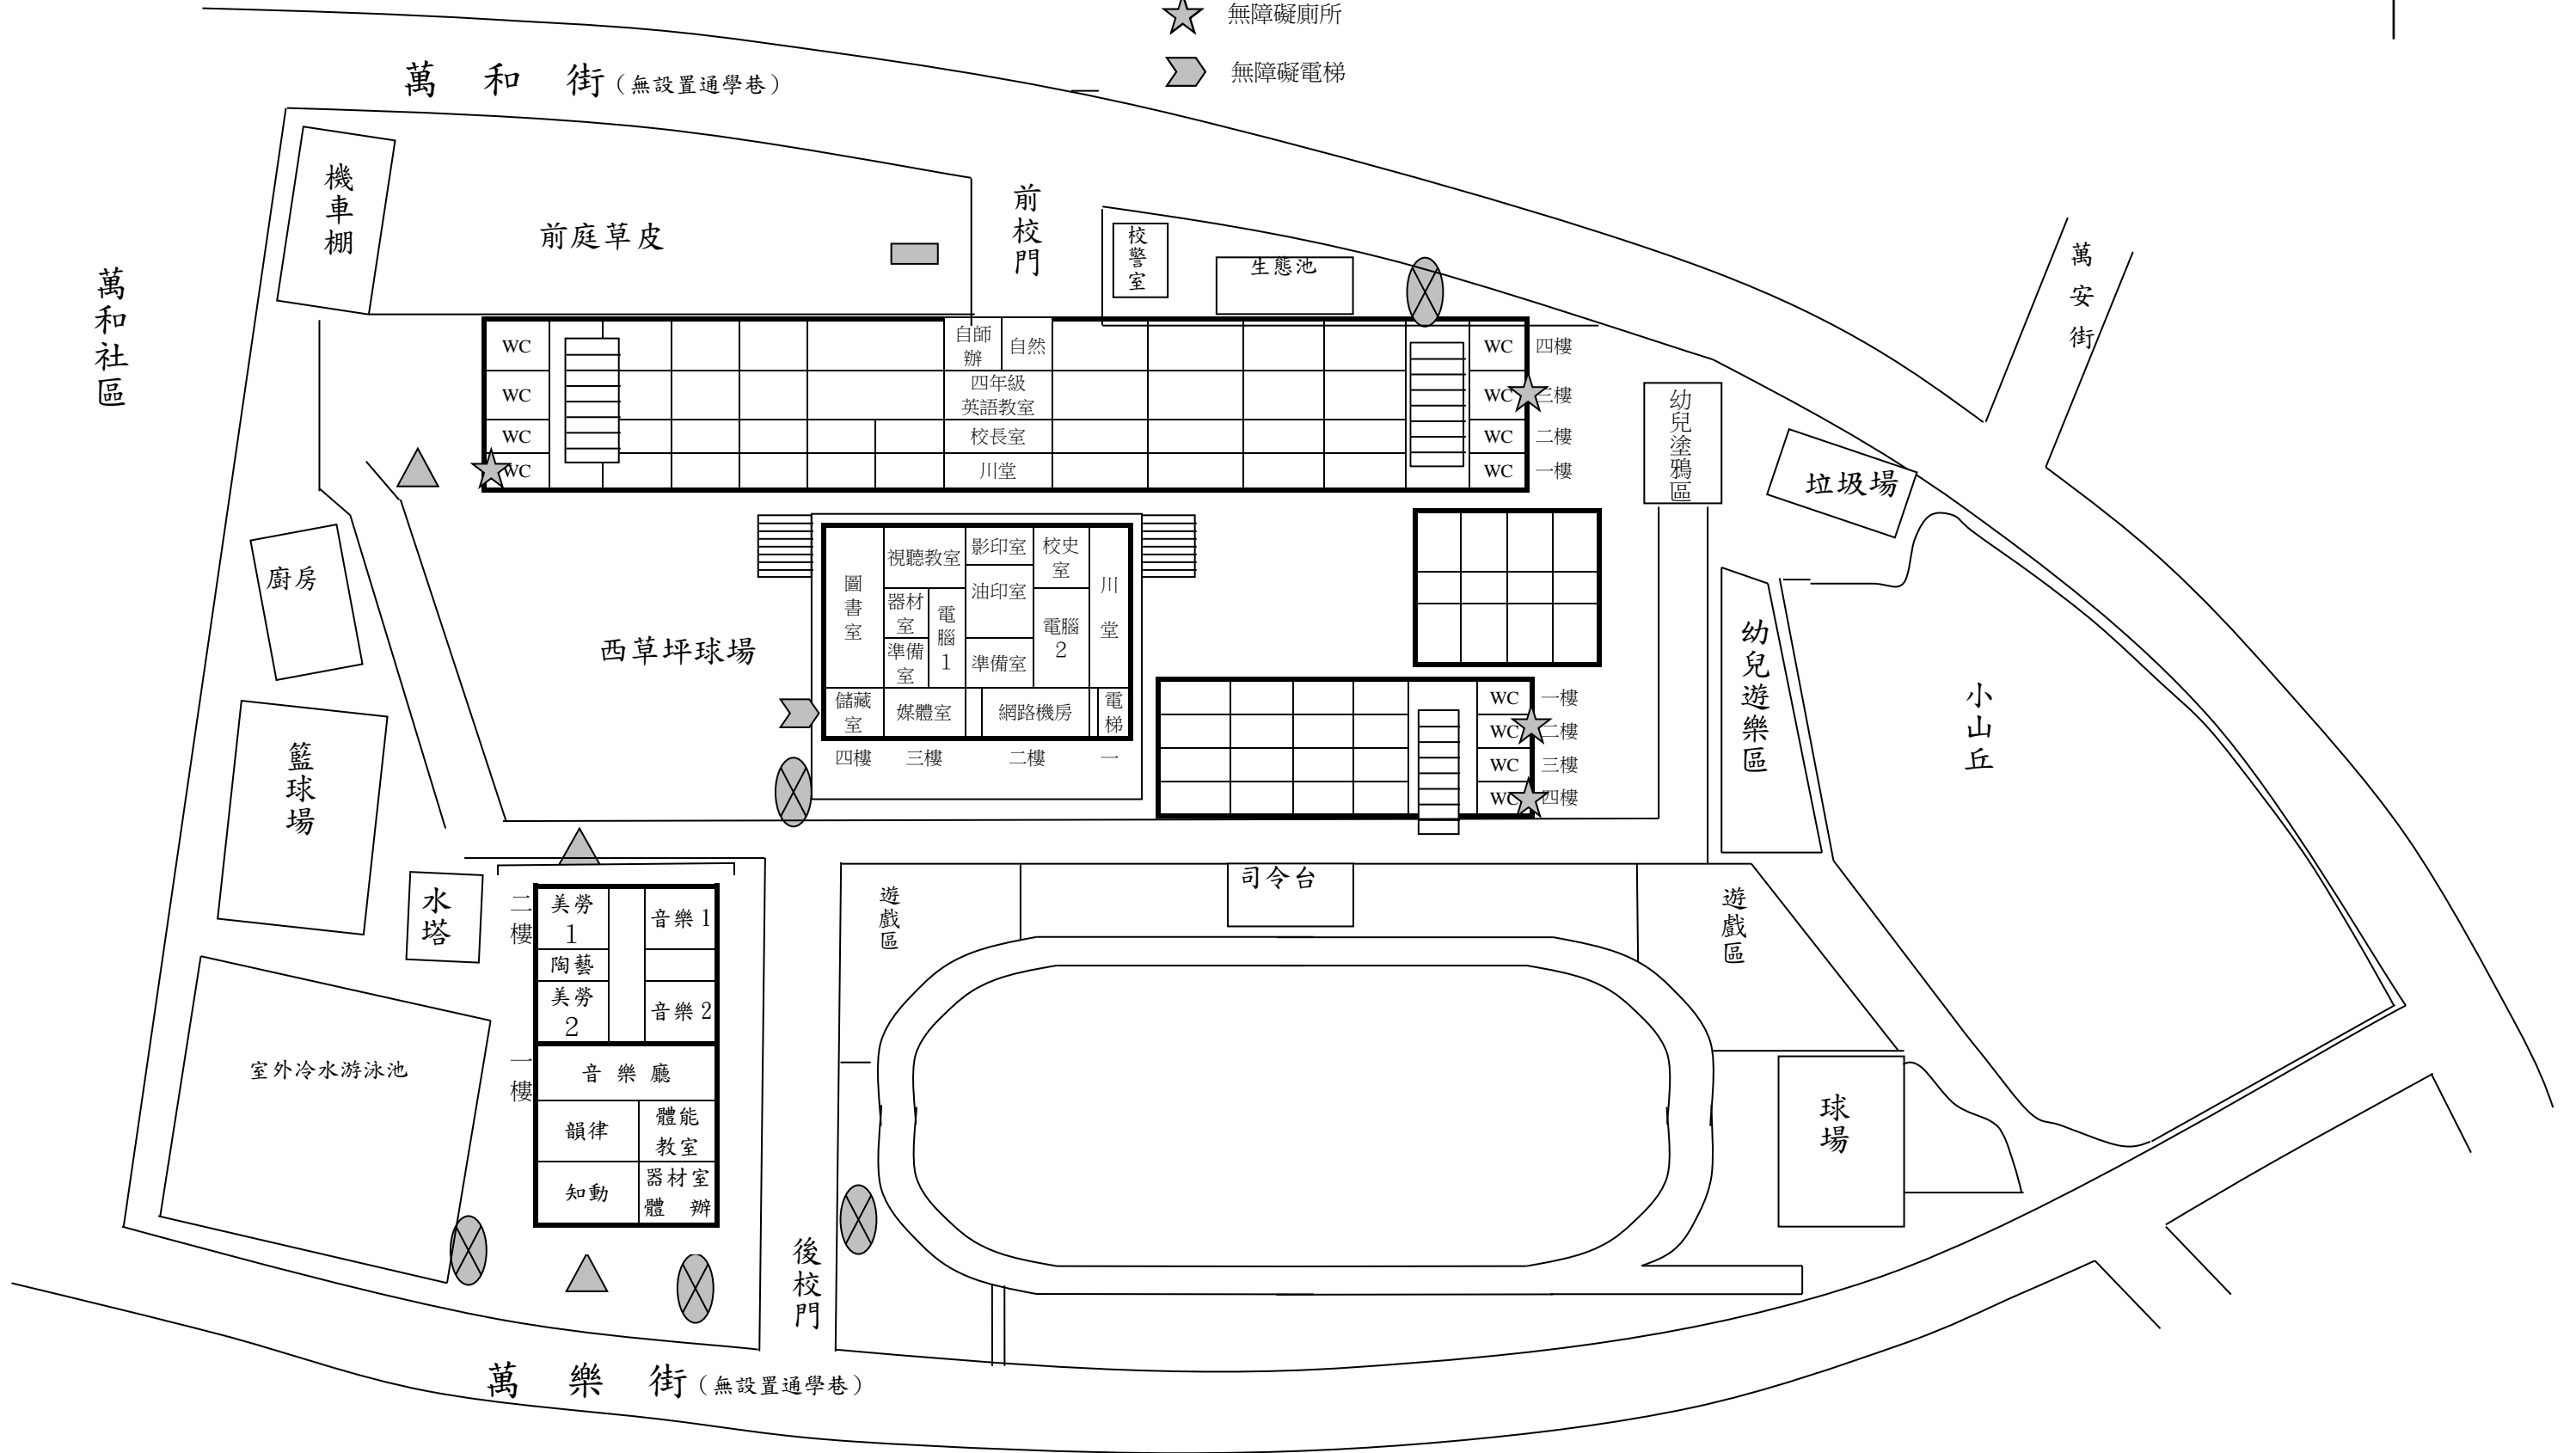 無障礙廁所
無障礙電梯
萬和街(無設置通學巷)
萬和社區
機車棚
前庭草皮
前校門
校警室
生態池
萬安街
WC
自師辦
自然
WC
四樓
WC
四年級
英語教室
WC
三樓
WC
校長室
WC
二樓
WC
川堂
WC
一樓
幼兒塗鴉區
垃圾場
廚房
西草坪球場
圖書室
視聽教室
影印室
校史室
川堂
器材室
電腦1
油印室
電腦2
準備室
準備室
儲藏室
媒體室
網路機房
電梯
四樓
三樓
二樓
一
WC
一樓
WC
二樓
WC
三樓
WC
四樓
幼兒遊樂區
小山丘
籃球場
水塔
二樓
美勞1
音樂1
陶藝
美勞2
音樂2
一樓
音樂廳
韻律
體能教室
知動
器材室
體 辦
室外冷水游泳池
遊戲區
司令台
遊戲區
球場
後校門
萬樂街(無設置通學巷)